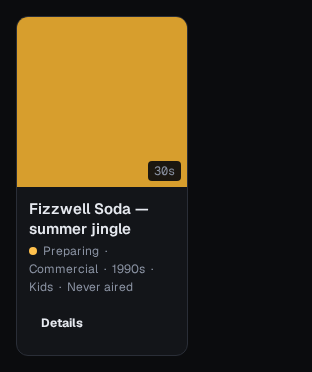 30s
Fizzwell Soda —
summer jingle
Preparing ·
Commercial · 1990s ·
Kids · Never aired
Details